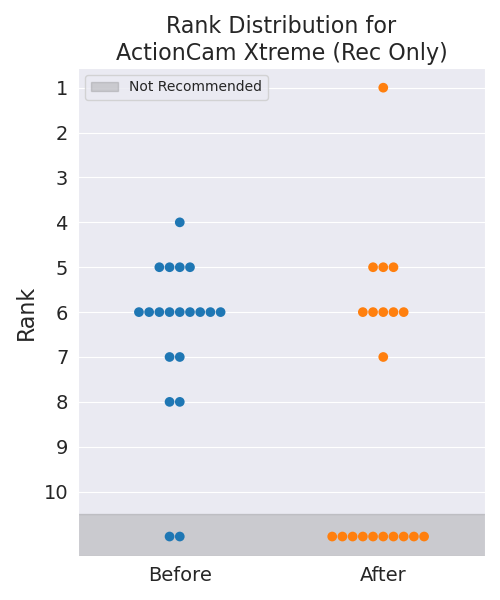 Rank Distribution for
ActionCam Xtreme (Rec Only)
Not Recommended
Rank
1
2
3
4
5
6
7
8
9
10
Before
After